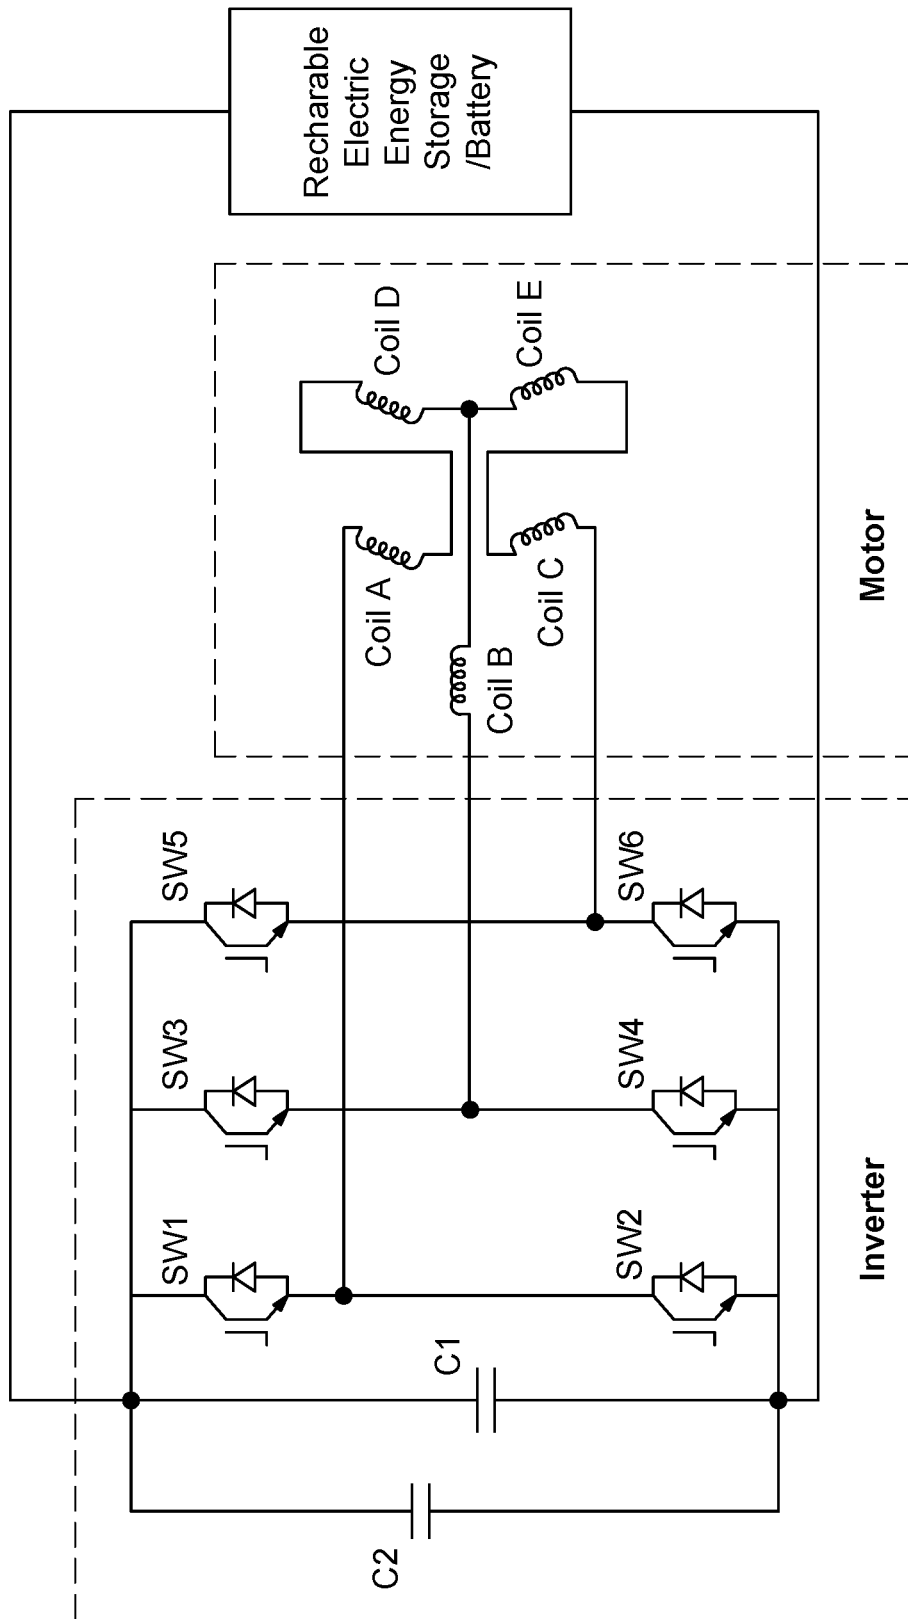 Recharable
Electric
Energy
Storage
/Battery
Coil D
Coil E
Coil A
Coil C
Coil B
Motor
SW5
SW6
SW3
SW4
SW1
SW2
Inverter
C1
C2